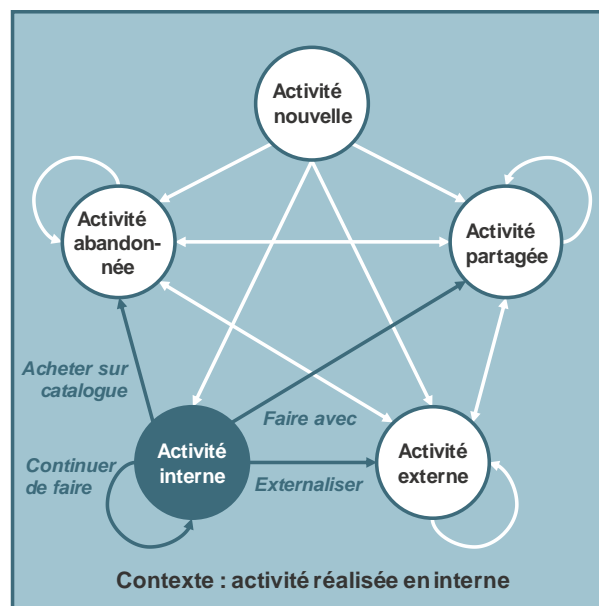 Activité
nouvelle
Activité
abandon-
née
Activité
partagée
Acheter sur
catalogue
Faire avec
Continuer
de faire
Activité
interne
Externaliser
Activité
externe
Contexte : activité réalisée en interne